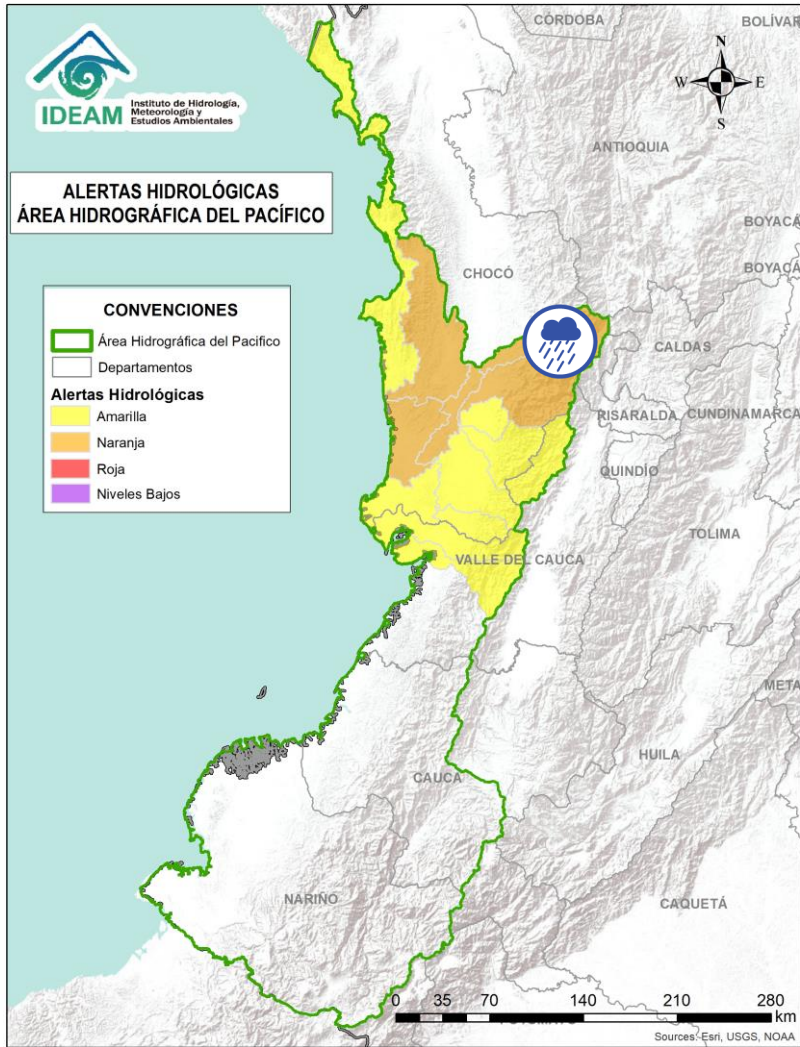 CÓRDOBA
BOLÍVAR
N
W
E
S
IDEAM
Instituto de Hidrología,
Meteorología y
Estudios Ambientales
ANTIOQUIA
ALERTAS HIDROLÓGICAS
ÁREA HIDROGRÁFICA DEL PACÍFICO
BOYACÁ
BOYACÁ
CHOCÓ
CONVENCIONES
Área Hidrográfica del Pacifico
Departamentos
Alertas Hidrológicas
Amarilla
Naranja
Roja
Niveles Bajos
CALDAS
RISARALDA
CUNDINAMARCA
QUINDÍO
TOLIMA
VALLE DEL CAUCA
META
HUILA
CAUCA
NARIÑO
CAQUETÁ
0 35 70 140 210 280
km
Sources: Esri, USGS, NOAA